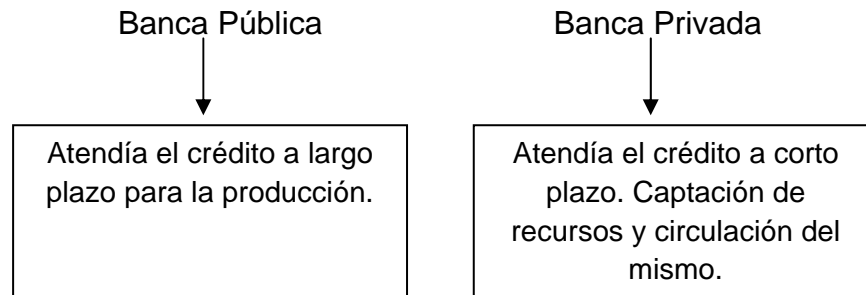 Banca Pública
Banca Privada
Atendía el crédito a largo
plazo para la producción.
Atendía el crédito a corto
plazo. Captación de
recursos y circulación del
mismo.